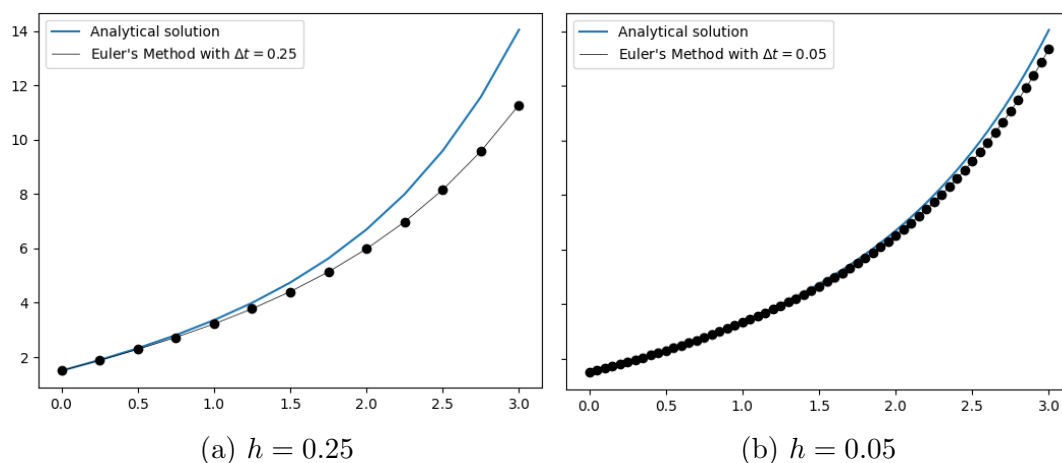 Analytical solution
Euler's Method with Δt = 0.25
14
12
10
8
6
4
2
0.0 0.5 1.0 1.5 2.0 2.5 3.0
(a) h = 0.25
Analytical solution
Euler's Method with Δt = 0.05
0.0 0.5 1.0 1.5 2.0 2.5 3.0
(b) h = 0.05